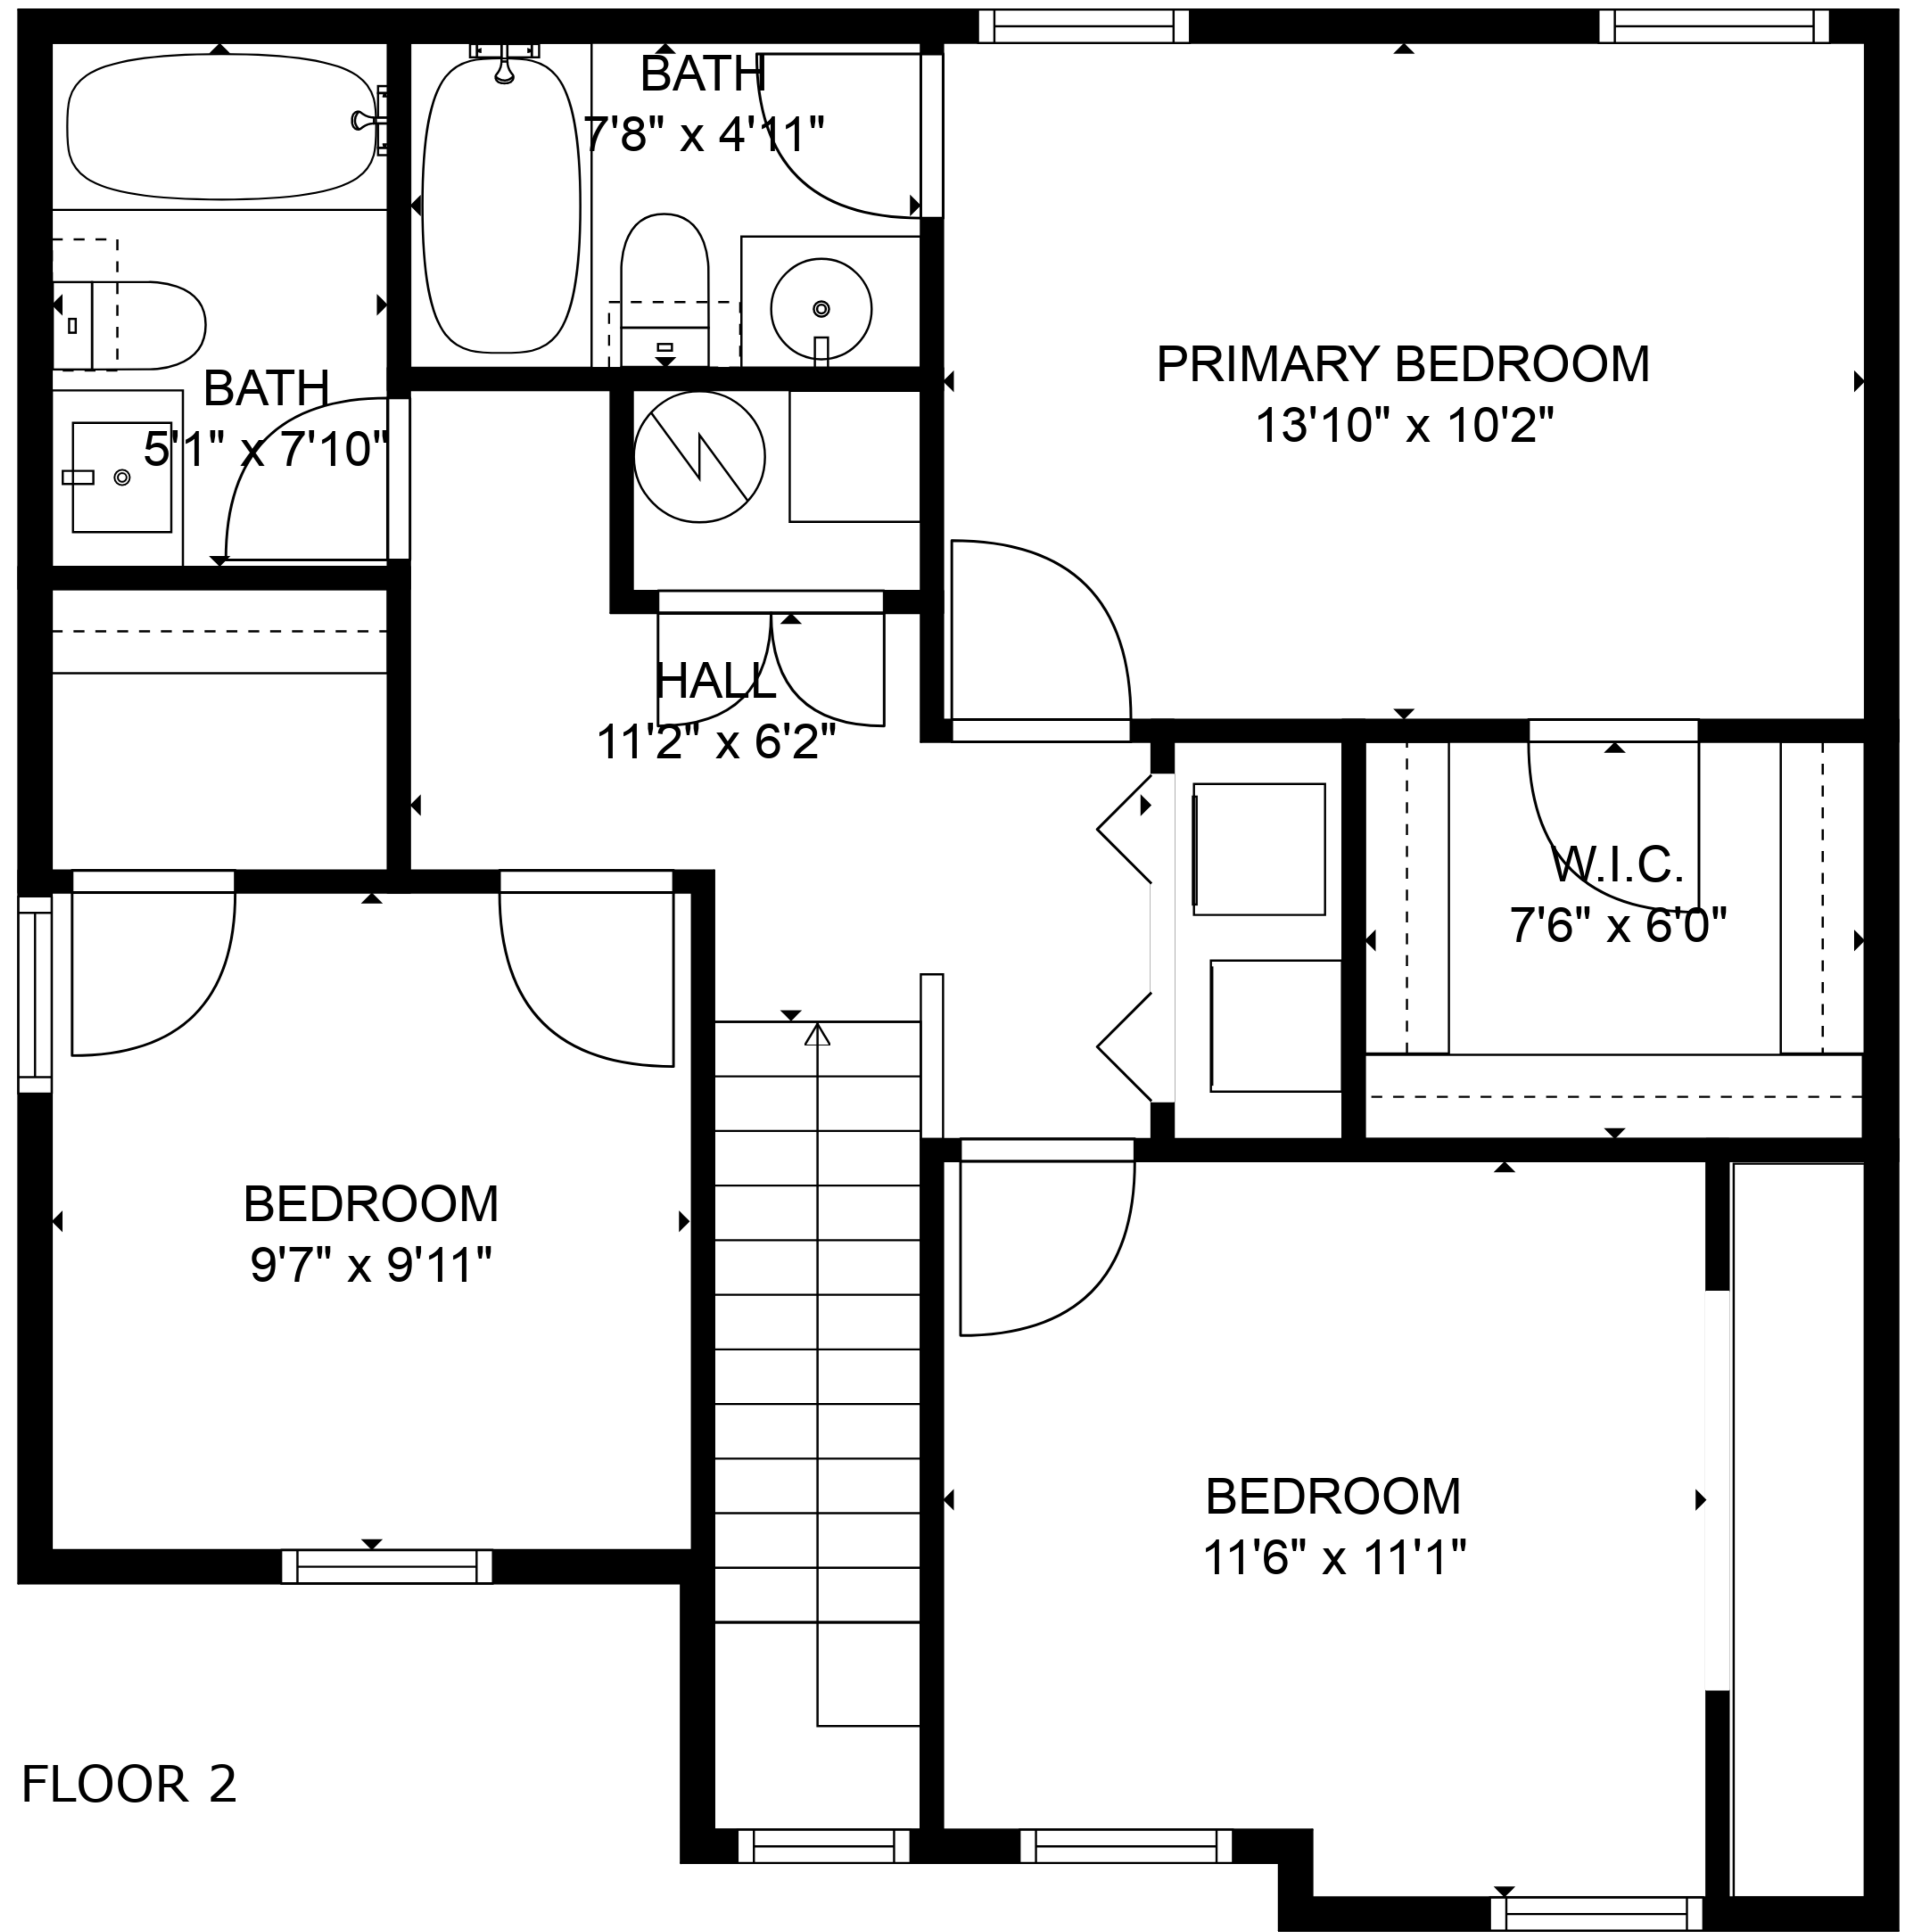 BATH
7'8" x 4'11"
PRIMARY BEDROOM
13'10" x 10'2"
BATH
5'1" x 7'10"
HALL
11'2" x 6'2"
W.I.C.
7'6" x 6'0"
BEDROOM
9'7" x 9'11"
BEDROOM
11'6" x 11'1"
FLOOR 2